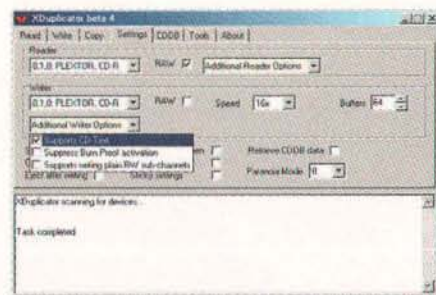 XDuplicator beta 4
Read Write Copy Settings CDDB Tools About
Reader
0,1,0: PLEXTOR, CD-R RAW Additional Reader Options
Writer
0,1,0: PLEXTOR, CD-R RAW Speed 16x Buffers 64
Additional Writer Options
Supports CD-Text
Suppress Burn Proof activation Retrieve CDDB data
Supports writing plain RW sub-channels
Eject after writing Sticky settings Paranoia Mode 0
XDuplicator scanning for devices...
Task completed